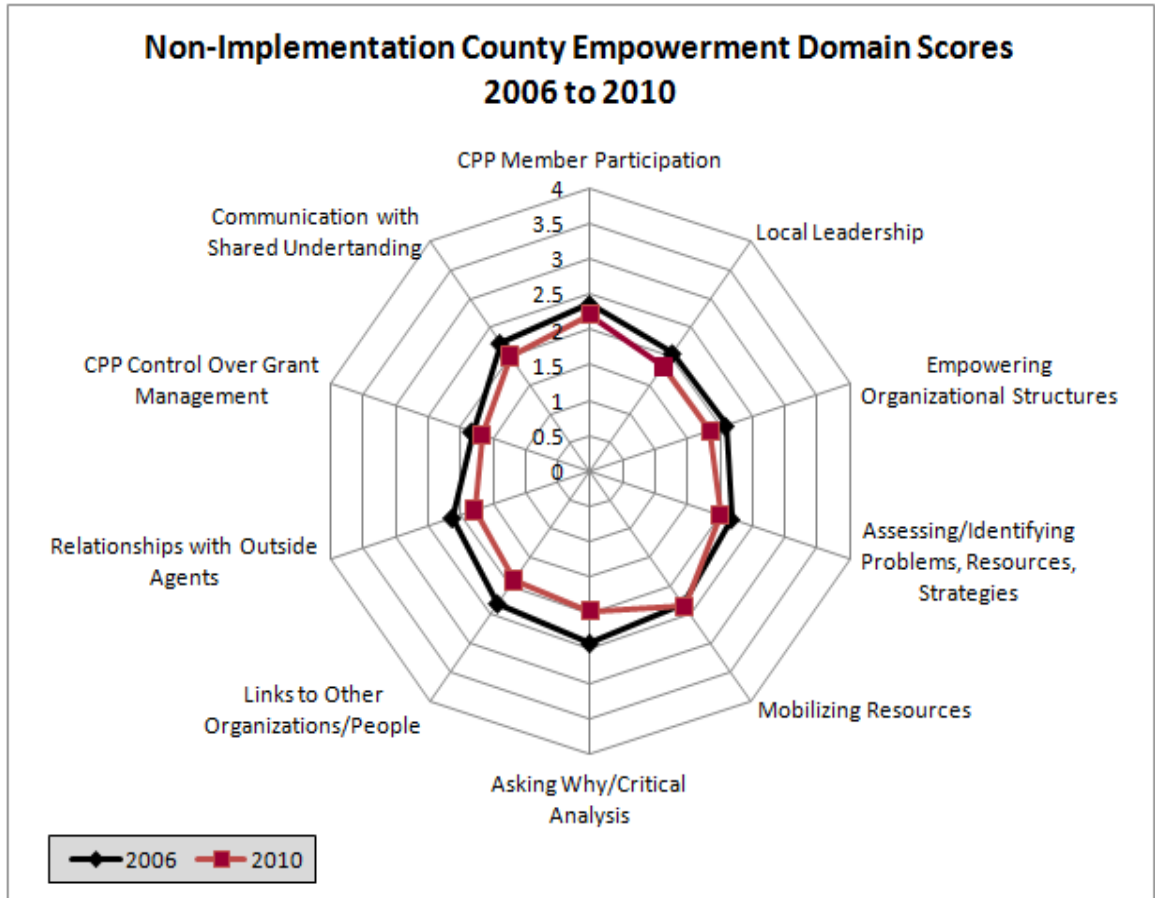 Non-Implementation County Empowerment Domain Scores
2006 to 2010
CPP Member Participation
Local Leadership
Empowering
Organizational Structures
Assessing/Identifying
Problems, Resources,
Strategies
Mobilizing Resources
Asking Why/Critical
Analysis
Links to Other
Organizations/People
Relationships with Outside
Agents
CPP Control Over Grant
Management
Communication with
Shared Undertanding
4
3.5
3
2.5
2
1.5
1
0.5
0
2006
2010